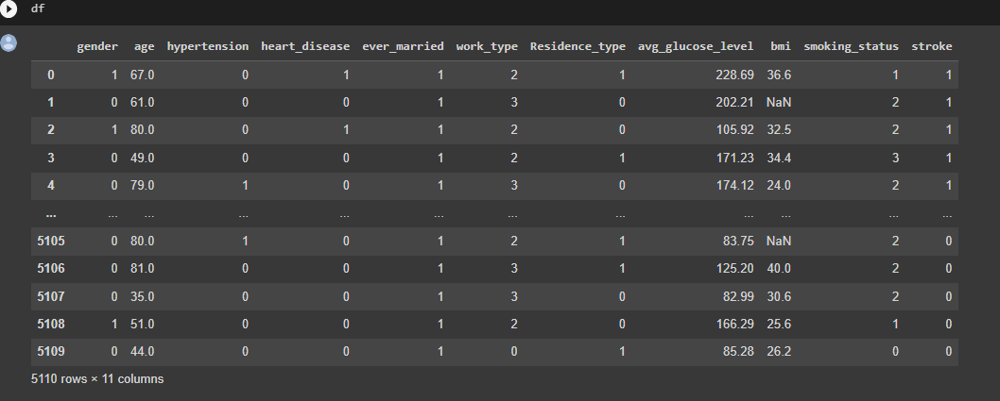 df
gender age hypertension heart_disease ever_married work_type Residence_type avg_glucose_level bmi smoking_status stroke
0 1 67.0 0 1 1 2 1 228.69 36.6 1 1
1 0 61.0 0 0 1 3 0 202.21 NaN 2 1
2 1 80.0 0 1 1 2 0 105.92 32.5 2 1
3 0 49.0 0 0 1 2 1 171.23 34.4 3 1
4 0 79.0 1 0 1 3 0 174.12 24.0 2 1
... ... ... ... ... ... ... ... ... ... ... ...
5105 0 80.0 1 0 1 2 1 83.75 NaN 2 0
5106 0 81.0 0 0 1 3 1 125.20 40.0 2 0
5107 0 35.0 0 0 1 3 0 82.99 30.6 2 0
5108 1 51.0 0 0 1 2 0 166.29 25.6 1 0
5109 0 44.0 0 0 1 0 1 85.28 26.2 0 0
5110 rows × 11 columns